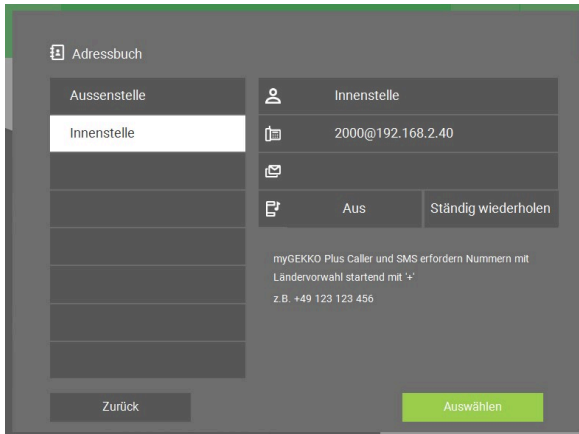 Adressbuch
Aussenstelle
Innenstelle
Innenstelle
2000@192.168.2.40
Aus
Ständig wiederholen
myGEKKO Plus Caller und SMS erfordern Nummern mit
Ländervorwahl startend mit '+'
z.B. +49 123 123 456
Zurück
Auswählen